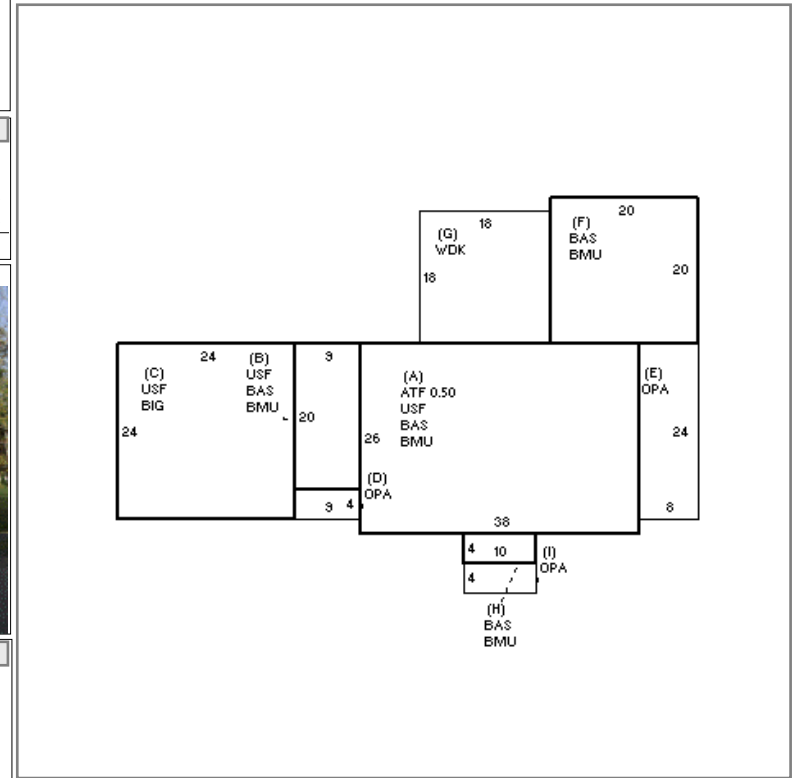 20
18
(F)
BAS
BMU
(G)
WDK
20
18
24
(B)
USF
BAS
BMU
9
(C)
USF
BIG
(A)
ATF 0.50
USF
BAS
BMU
(E)
OPA
24
20
26
24
(D)
OPA
9
4
8
38
4
10
(I)
OPA
4
(H)
BAS
BMU